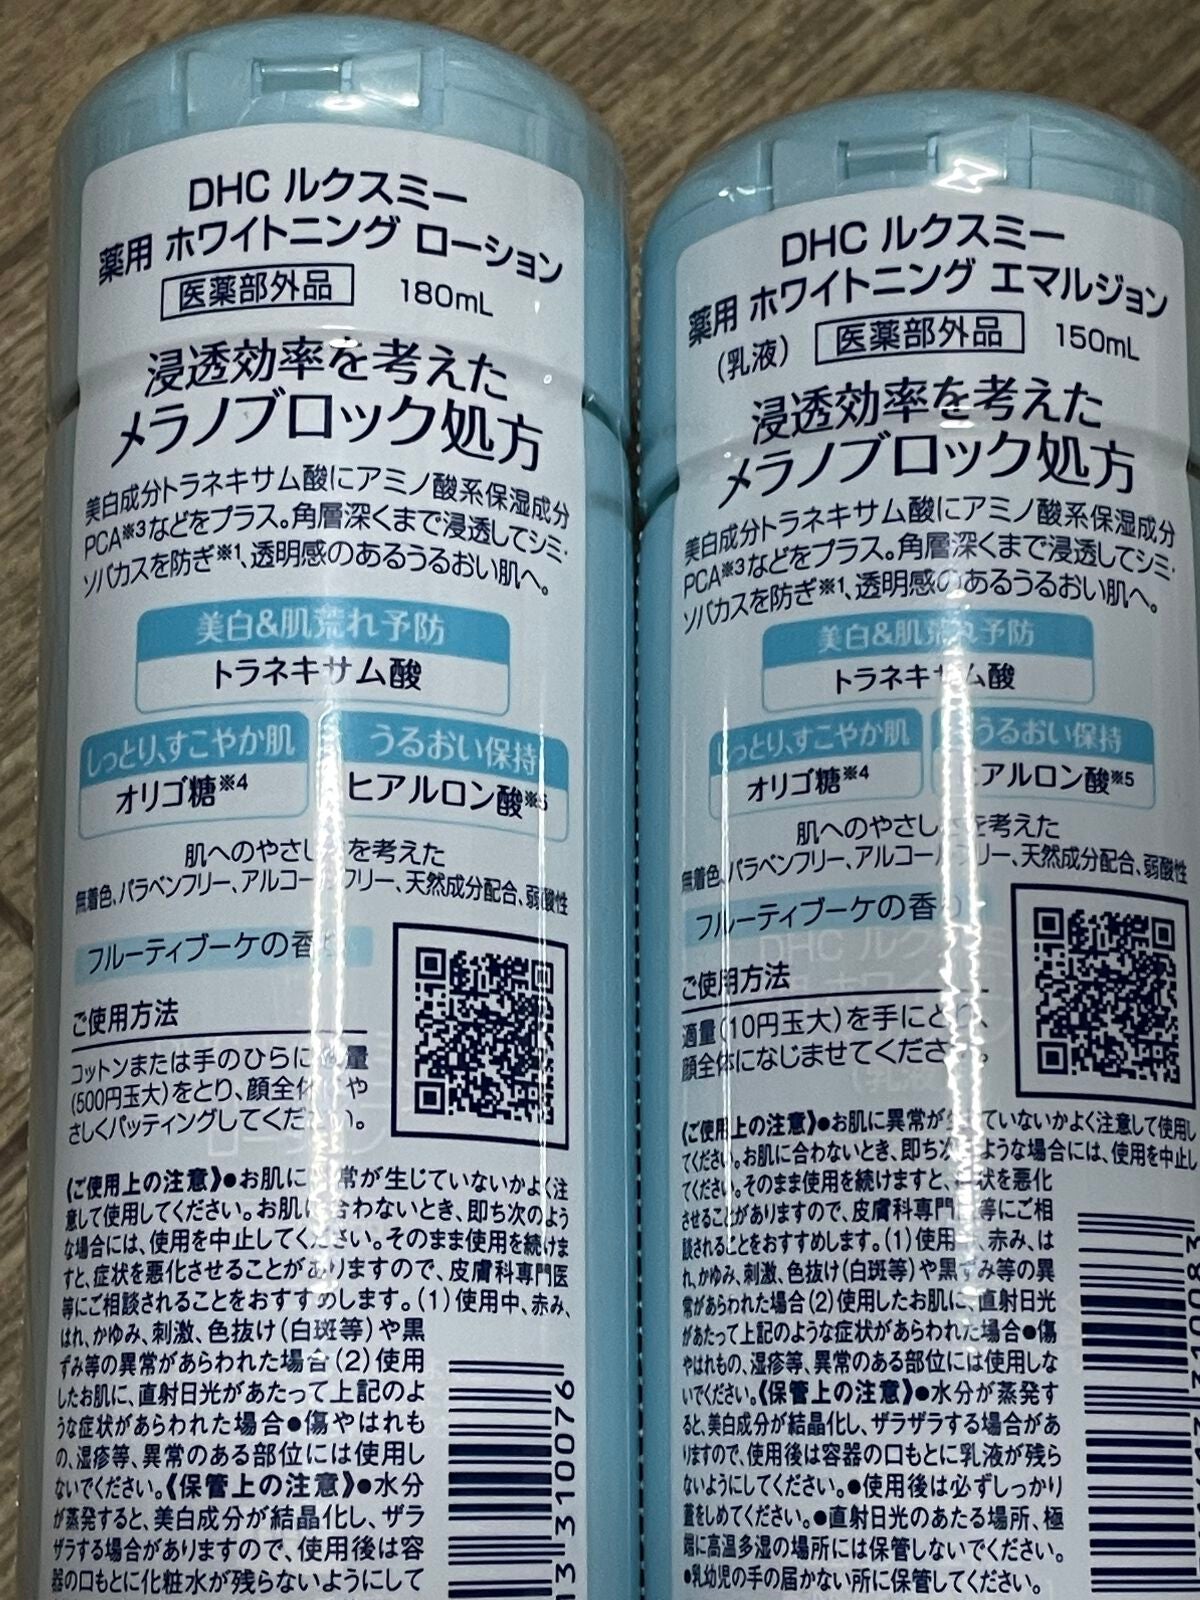 DHC ルクスミー
薬用 ホワイトニング ローション
医薬部外品 180mL
浸透効率を考えた
メラノブロック処方
美白成分トラネキサム酸にアミノ酸系保湿成分
PCA※3などをプラス。角層深くまで浸透してシミ・
ソバカスを防ぎ※1、透明感のあるうるおい肌へ。
美白&肌荒れ予防
トラネキサム酸
しっとり、すこやか肌
オリゴ糖※4
うるおい保持
ヒアルロン酸※5
肌へのやさしさを考えた
無着色、パラベンフリー、アルコールフリー、天然成分配合、弱酸性
フルーティブーケの香り
ご使用方法
コットンまたは手のひらに適量
(500円玉大)をとり、顔全体にや
さしくパッティングしてください。
《ご使用上の注意》●お肌に異常が生じていないかよく注
意して使用してください。お肌に合わないとき、即ち次のよう
な場合には、使用を中止してください。そのまま使用を続けま
すと、症状を悪化させることがありますので、皮膚科専門医
等にご相談されることをおすすめします。(1)使用中、赤み、
はれ、かゆみ、刺激、色抜け(白斑等)や黒
ずみ等の異常があらわれた場合(2)使用
したお肌に、直射日光があたって上記のよ
うな症状があらわれた場合●傷やはれも
の、湿疹等、異常のある部位には使用し
ないでください。《保管上の注意》●水分
が蒸発すると、美白成分が結晶化し、ザラ
ザラする場合がありますので、使用後は容
器の口もとに化粧水が残らないようにして
13 310076
DHC ルクスミー
薬用 ホワイトニング エマルジョン
(乳液) 医薬部外品 150mL
浸透効率を考えた
メラノブロック処方
美白成分トラネキサム酸にアミノ酸系保湿成分
PCA※3などをプラス。角層深くまで浸透してシミ・
ソバカスを防ぎ※1、透明感のあるうるおい肌へ。
美白&肌荒れ予防
トラネキサム酸
しっとり、すこやか肌
オリゴ糖※4
うるおい保持
ヒアルロン酸※5
肌へのやさしさを考えた
無着色、パラベンフリー、アルコールフリー、天然成分配合、弱酸性
フルーティブーケの香り
ご使用方法
適量(10円玉大)を手にとり、
顔全体になじませてください。
《ご使用上の注意》●お肌に異常が生じていないかよく注意して使用し
てください。お肌に合わないとき、即ち次のような場合には、使用を中止し
てください。そのまま使用を続けますと、症状を悪化
させることがありますので、皮膚科専門医等にご相
談されることをおすすめします。(1)使用中、赤み、は
れ、かゆみ、刺激、色抜け(白斑等)や黒ずみ等の異
常があらわれた場合(2)使用したお肌に、直射日光
があたって上記のような症状があらわれた場合●傷
やはれもの、湿疹等、異常のある部位には使用しな
いでください。《保管上の注意》●水分が蒸発す
ると、美白成分が結晶化し、ザラザラする場合があ
りますので、使用後は容器の口もとに乳液が残ら
ないようにしてください。●使用後は必ずしっかり
蓋をしめてください。●直射日光のあたる場所、極
端に高温多湿の場所には保管しないでください。
●乳幼児の手の届かない所に保管してください。
310083